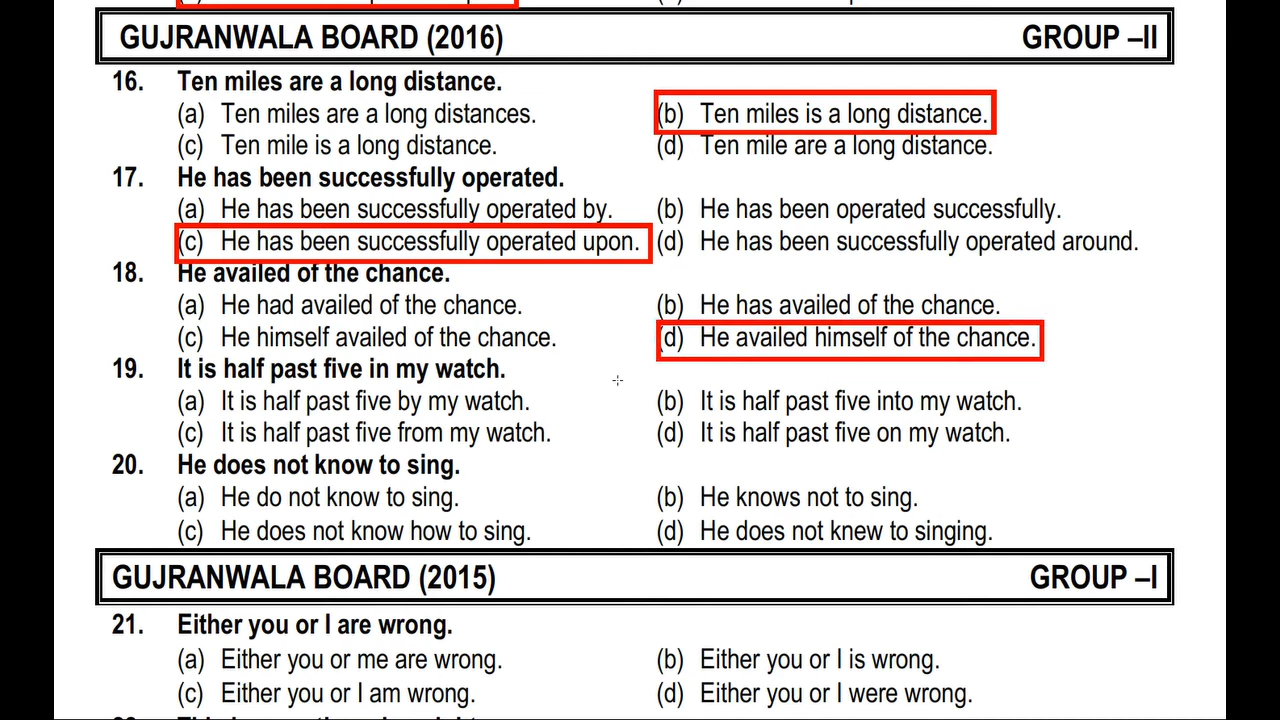 GUJRANWALA BOARD (2016) GROUP –II
16. Ten miles are a long distance.
(a) Ten miles are a long distances. (b) Ten miles is a long distance.
(c) Ten mile is a long distance. (d) Ten mile are a long distance.
17. He has been successfully operated.
(a) He has been successfully operated by. (b) He has been operated successfully.
(c) He has been successfully operated upon. (d) He has been successfully operated around.
18. He availed of the chance.
(a) He had availed of the chance. (b) He has availed of the chance.
(c) He himself availed of the chance. (d) He availed himself of the chance.
19. It is half past five in my watch.
(a) It is half past five by my watch. (b) It is half past five into my watch.
(c) It is half past five from my watch. (d) It is half past five on my watch.
20. He does not know to sing.
(a) He do not know to sing. (b) He knows not to sing.
(c) He does not know how to sing. (d) He does not knew to singing.
GUJRANWALA BOARD (2015) GROUP –I
21. Either you or I are wrong.
(a) Either you or me are wrong. (b) Either you or I is wrong.
(c) Either you or I am wrong. (d) Either you or I were wrong.